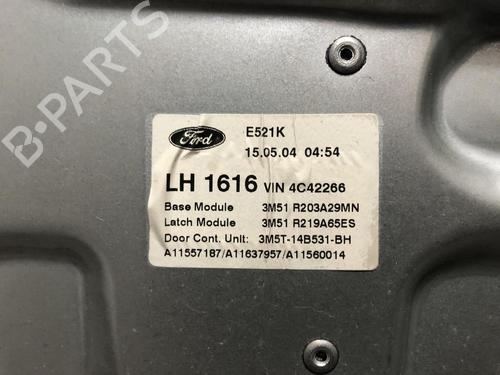 B-PARTS
Ford
E521K
15.05.04 04:54
LH 1616 VIN 4C42266
Base Module 3M51 R203A29MN
Latch Module 3M51 R219A65ES
Door Cont. Unit: 3M5T-14B531-BH
A11557187/A11637957/A11560014